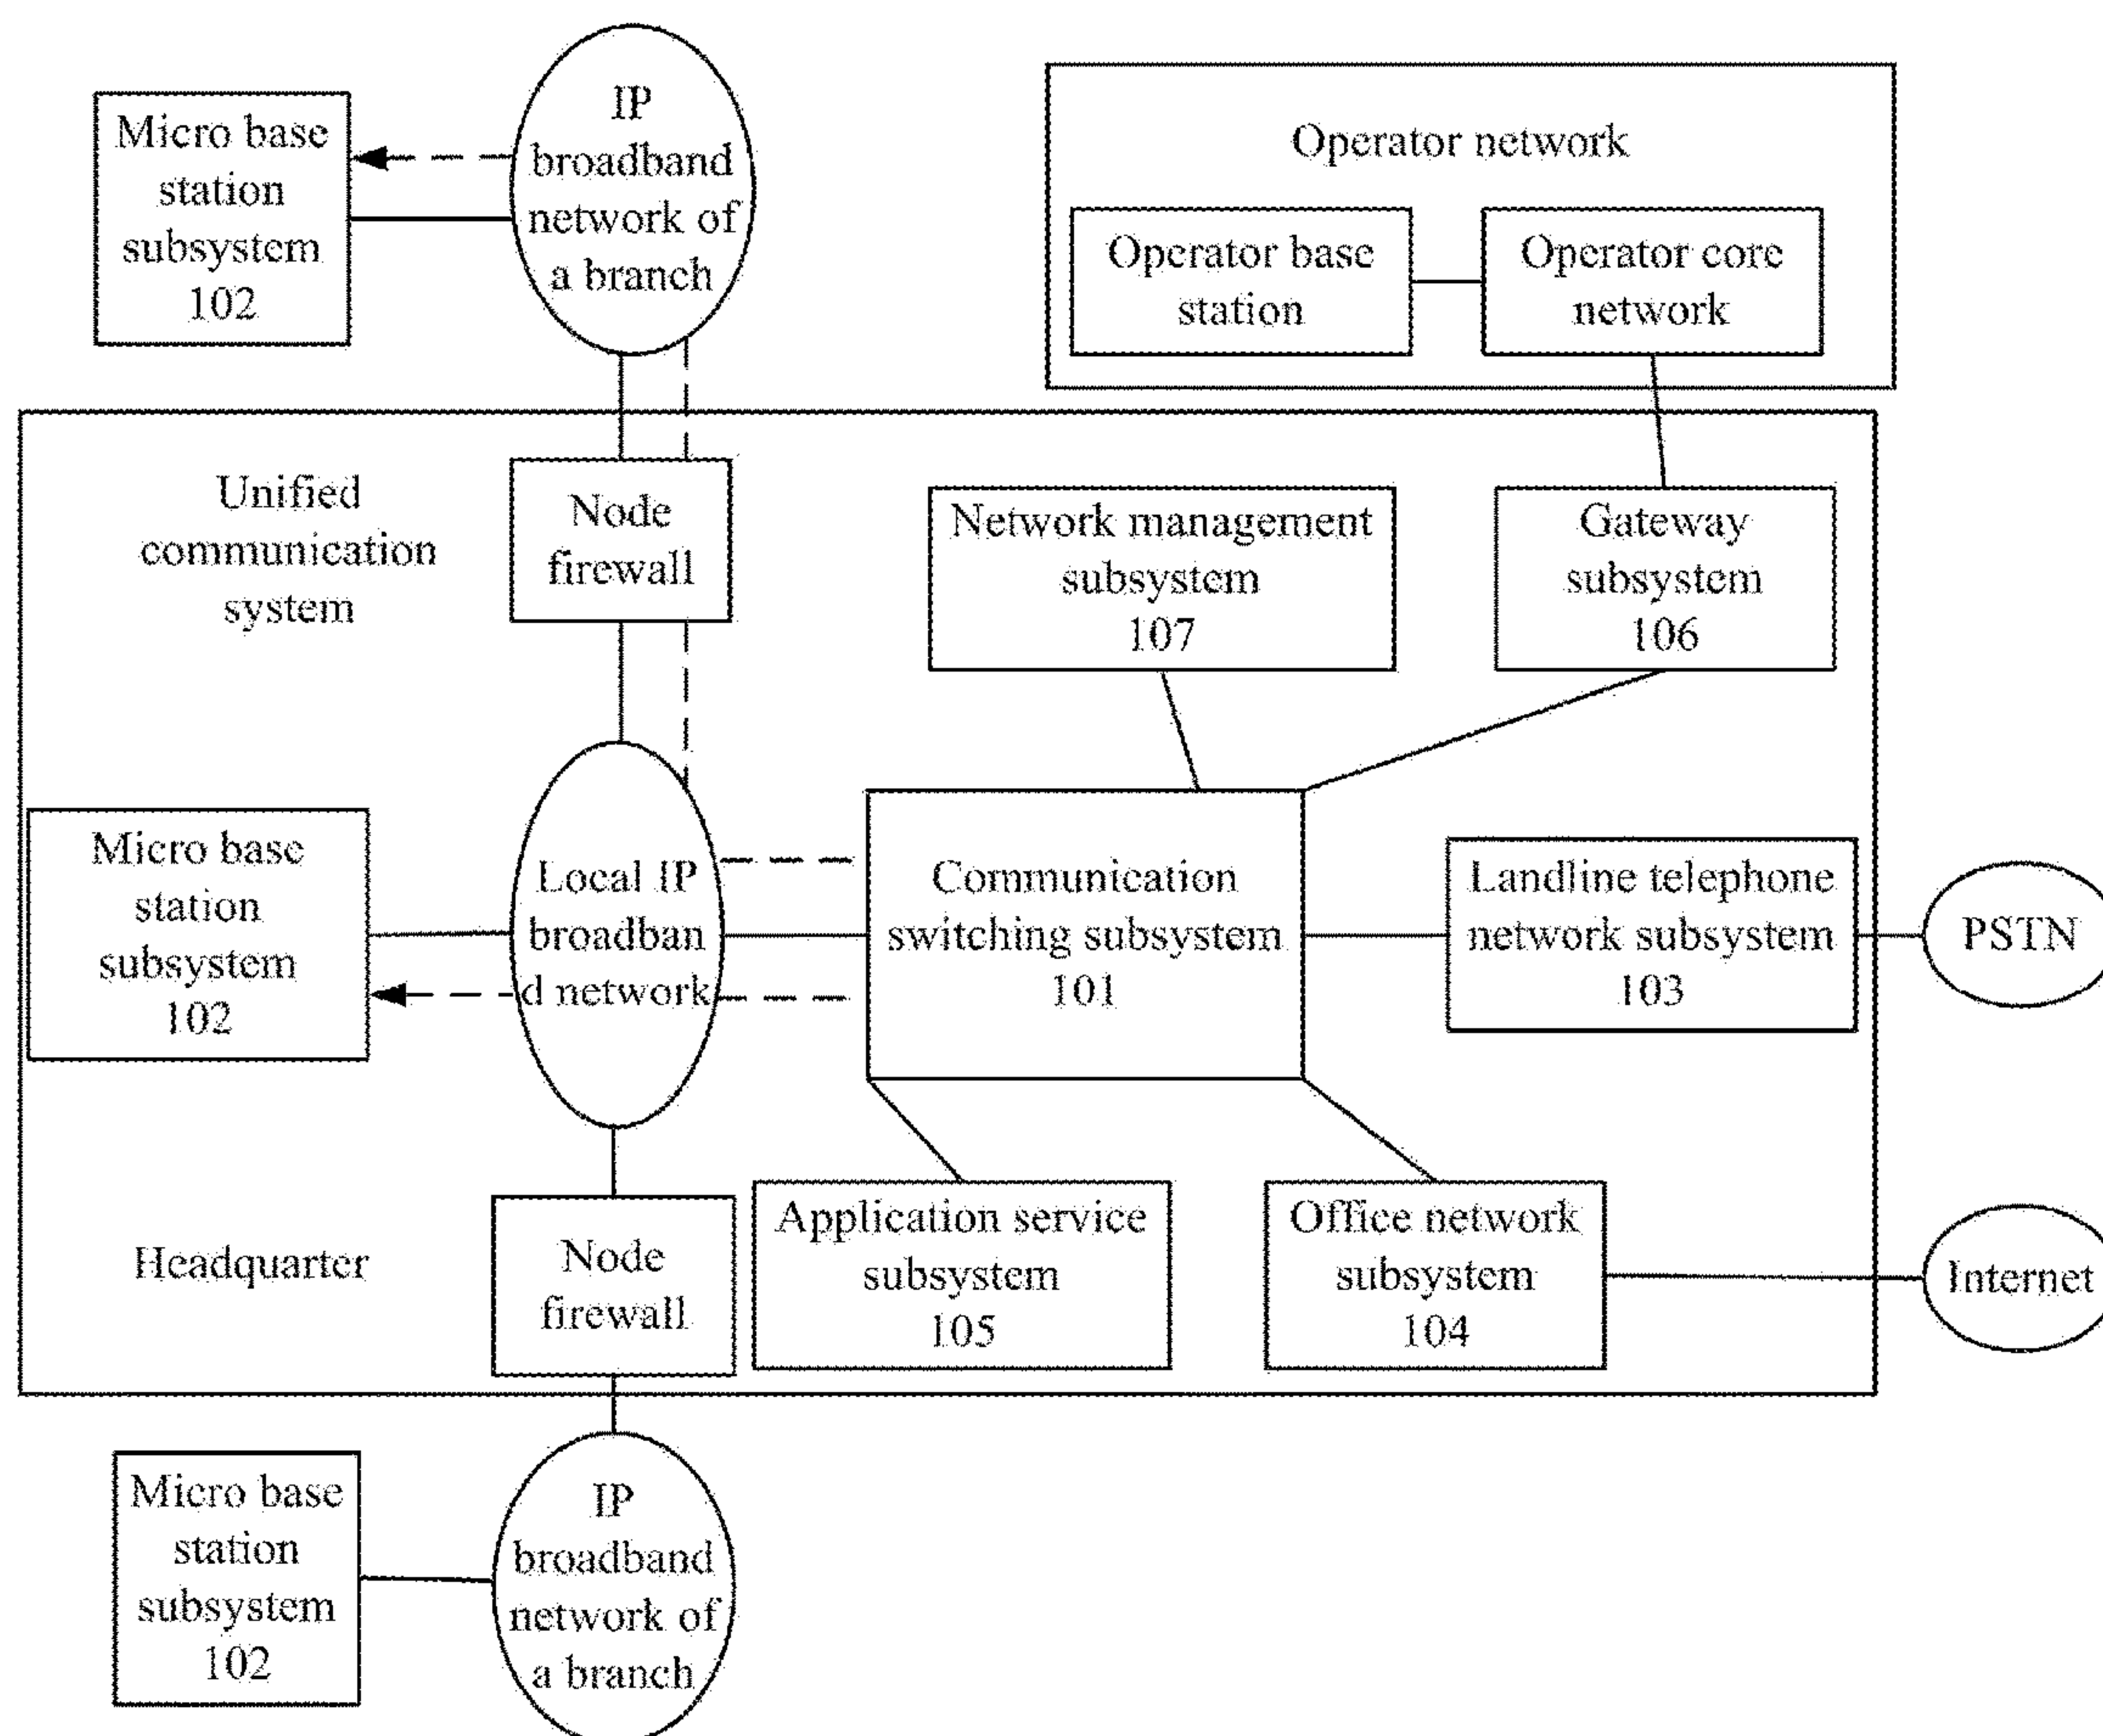 Micro base
station
subsystem
102
IP
broadband
network of
a branch
Operator network
Operator base
station
Operator core
network
Unified
communication
system
Node
firewall
Network management
subsystem
107
Gateway
subsystem
106
Micro base
station
subsystem
102
Local IP
broadban
d network
Communication
switching subsystem
101
Landline telephone
network subsystem
103
PSTN
Headquarter
Node
firewall
Application service
subsystem
105
Office network
subsystem
104
Internet
Micro base
station
subsystem
102
IP
broadband
network of
a branch